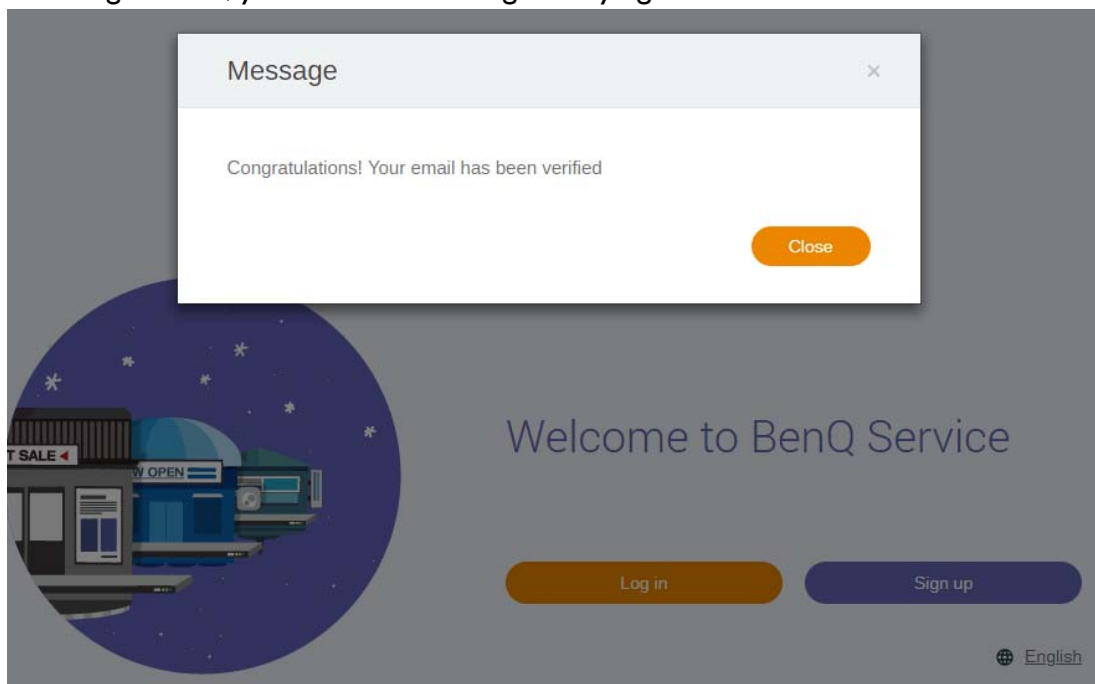 Message ×
Congratulations! Your email has been verified
Close
T SALE
W OPEN
Welcome to BenQ Service
Log in
Sign up
English